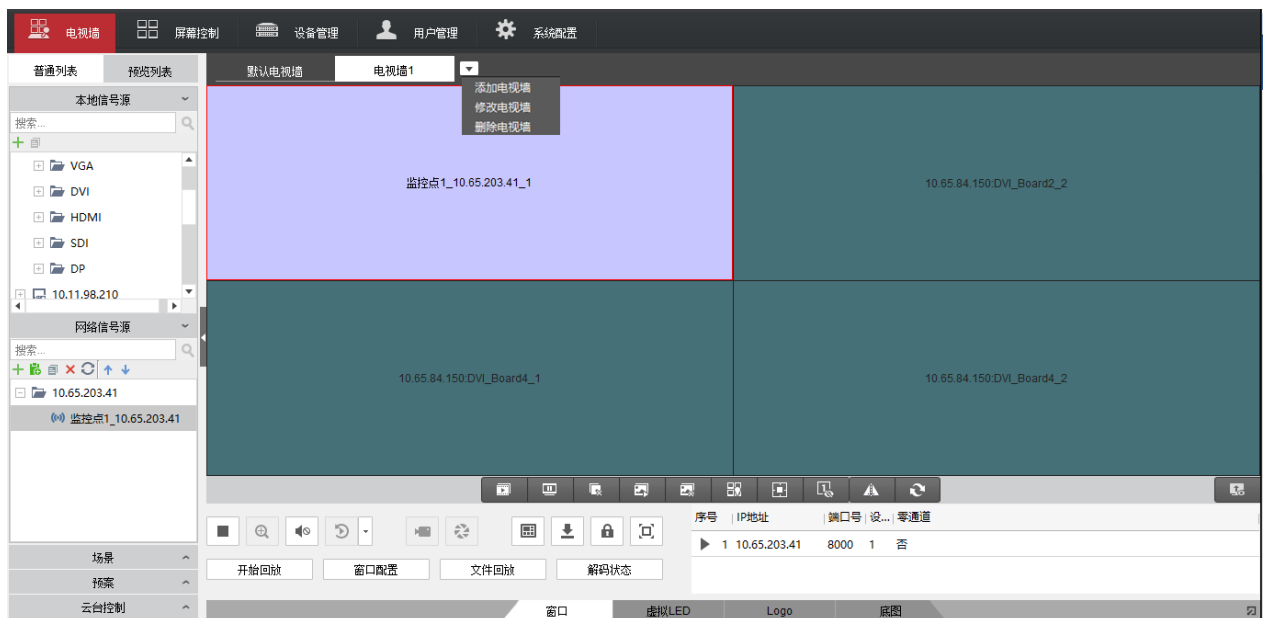 电视墙 屏幕控制 设备管理 用户管理 系统配置
普通列表 预览列表 默认电视墙 电视墙1
添加电视墙
修改电视墙
删除电视墙
本地信号源
搜索...
VGA
DVI
HDMI
SDI
DP
10.11.98.210
网络信号源
搜索...
10.65.203.41
监控点1_10.65.203.41
场景
预案
云台控制
监控点1_10.65.203.41_1
10.65.84.150:DVI_Board2_2
10.65.84.150:DVI_Board4_1
10.65.84.150:DVI_Board4_2
开始回放 窗口配置 文件回放 解码状态
序号 IP地址 端口号 设... 零通道
1 10.65.203.41 8000 1 否
窗口 虚拟LED Logo 底图